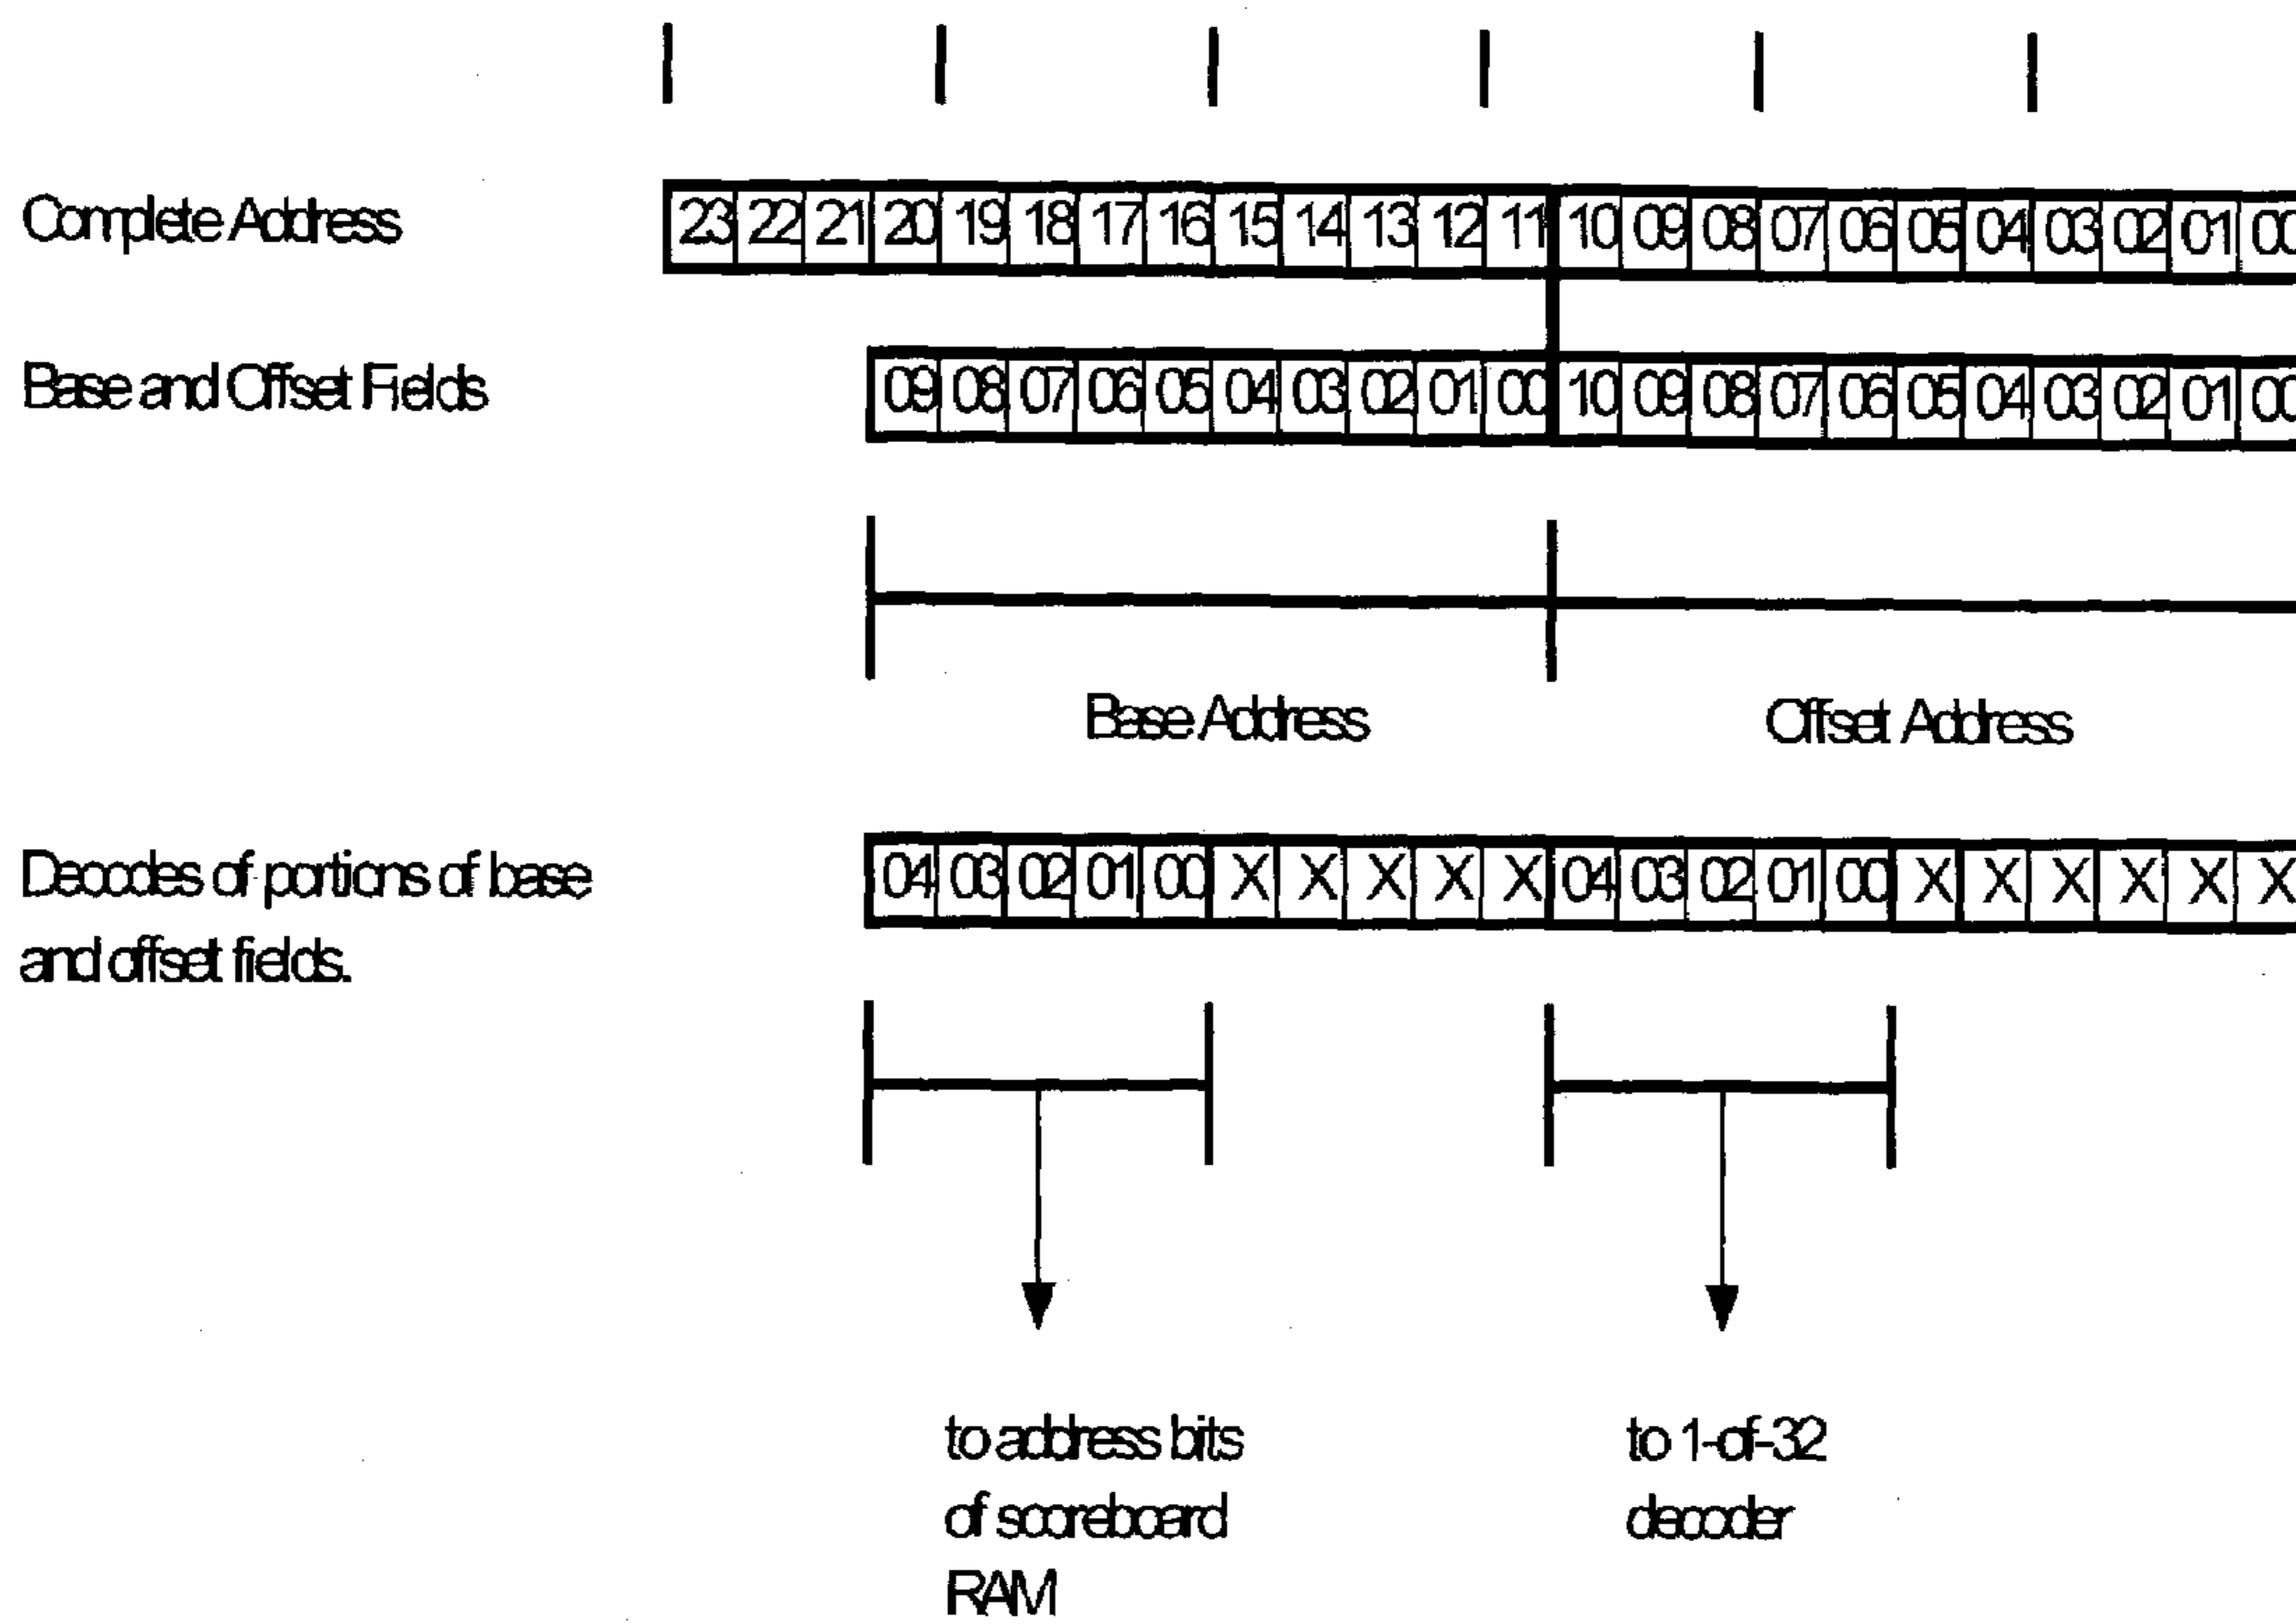 Complete Address 23 22 21 20 19 18 17 16 15 14 13 12 11 10 09 08 07 06 05 04 03 02 01 00
Base and Offset Fields 09 08 07 06 05 04 03 02 01 00 10 09 08 07 06 05 04 03 02 01 00
Base Address Offset Address
Decodes of portions of base 04 03 02 01 00 X X X X X 04 03 02 01 00 X X X X X X
and offset fields.
to address bits to 1-of-32
of scoreboard decoder
RAM